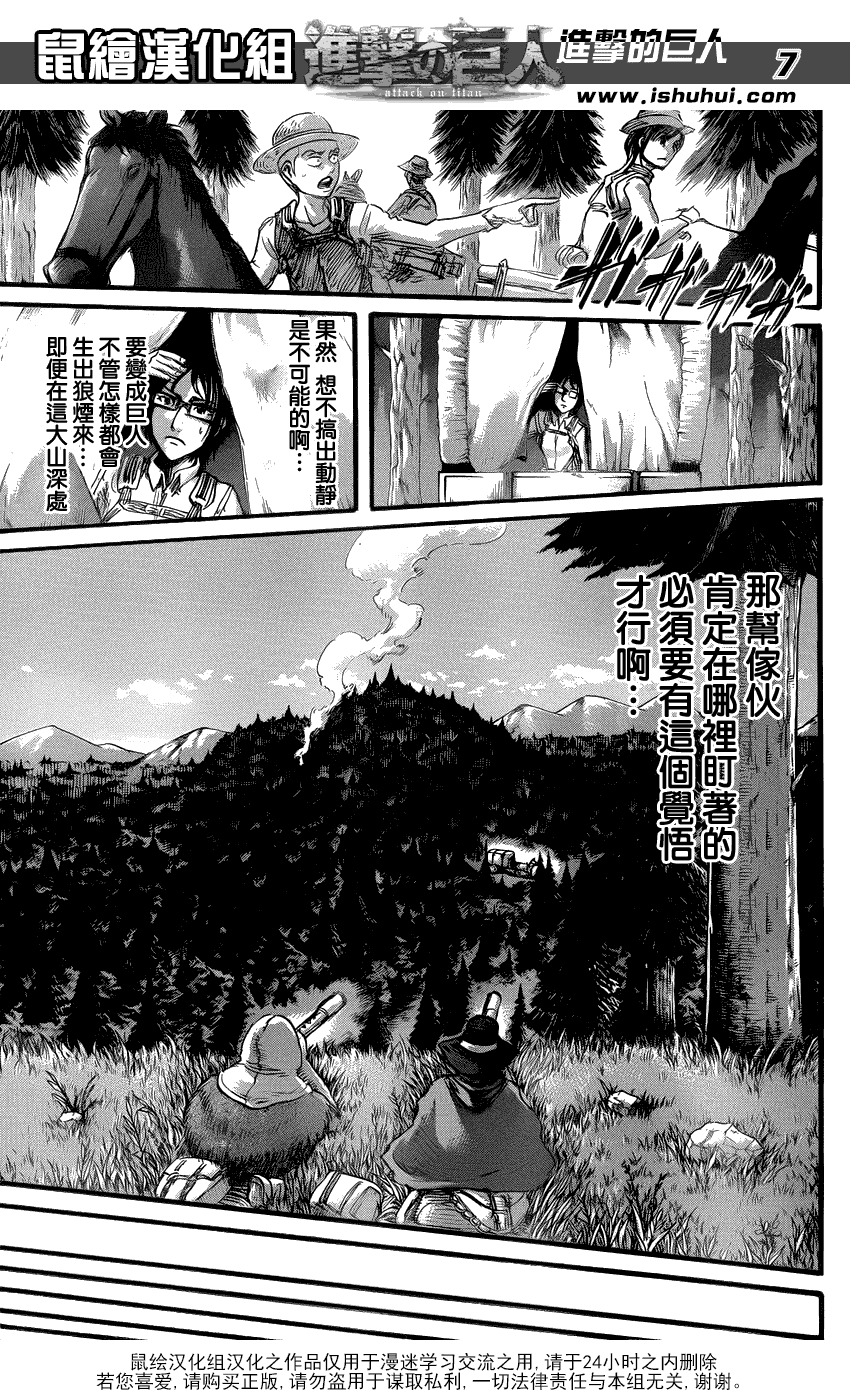 鼠繪漢化組
進撃の巨人
attack on titan
進擊的巨人
7
www.ishuhui.com
ガガガガ
果然 想不搞出動靜
是不可能的啊…
要變成巨人
不管怎樣都會
生出狼煙來…
即便在這大山深處
那幫傢伙
肯定在哪裡盯著的
必須要有這個覺悟
才行啊…
鼠绘汉化组汉化之作品仅用于漫迷学习交流之用, 请于24小时之内删除
若您喜爱, 请购买正版, 请勿盗用于谋取私利, 一切法律责任与本组无关, 谢谢。